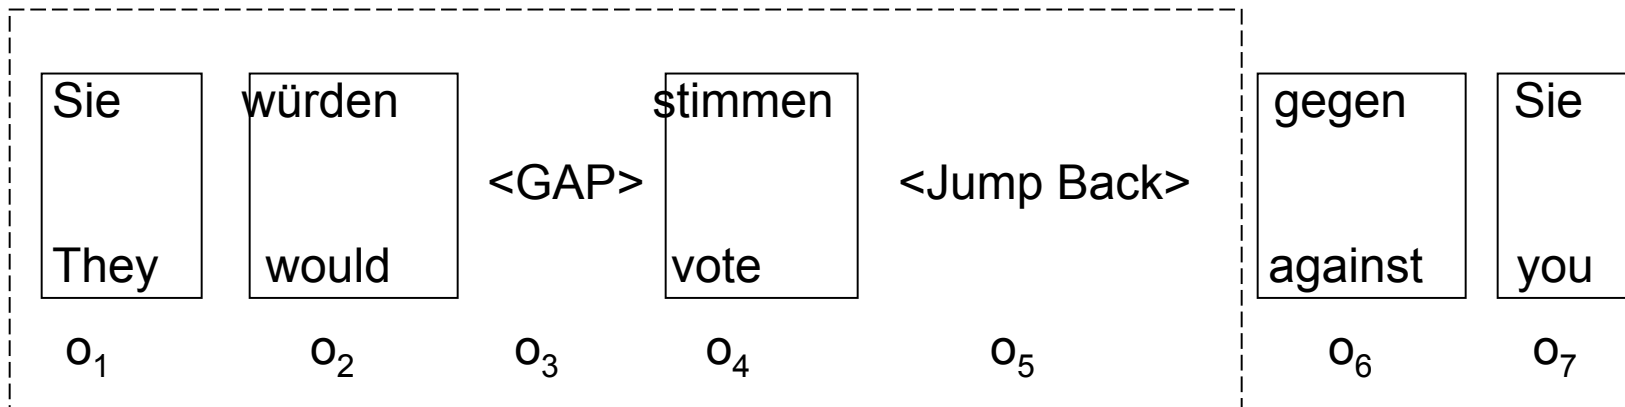 Sie würden stimmen gegen Sie
<GAP> <Jump Back>
They would vote against you
o₁ o₂ o₃ o₄ o₅ o₆ o₇